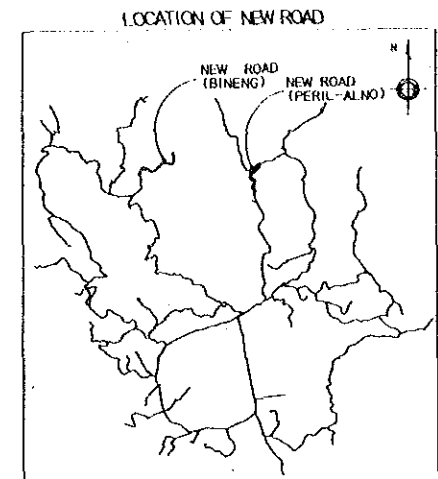 LOCATION OF NEW ROAD
N
NEW ROAD
(BINENG)
NEW ROAD
(PERIL-ALNO)